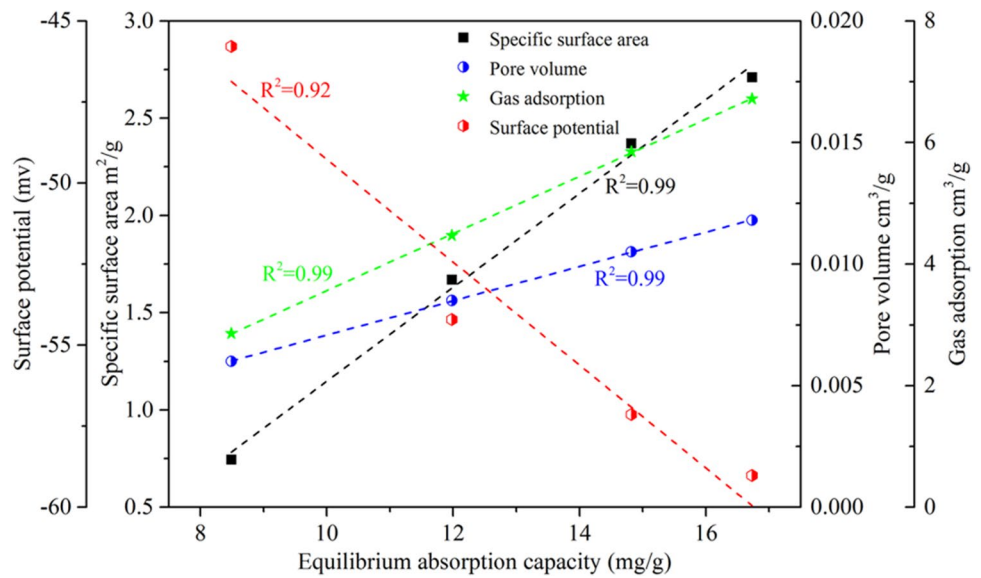 -45
-50
-55
-60
Surface potential (mv)
3.0
2.5
2.0
1.5
1.0
0.5
Specific surface area m²/g
Specific surface area
Pore volume
Gas adsorption
Surface potential
R²=0.92
R²=0.99
R²=0.99
R²=0.99
0.020
0.015
0.010
0.005
0.000
Pore volume cm³/g
8
6
4
2
0
Gas adsorption cm³/g
8 10 12 14 16
Equilibrium absorption capacity (mg/g)